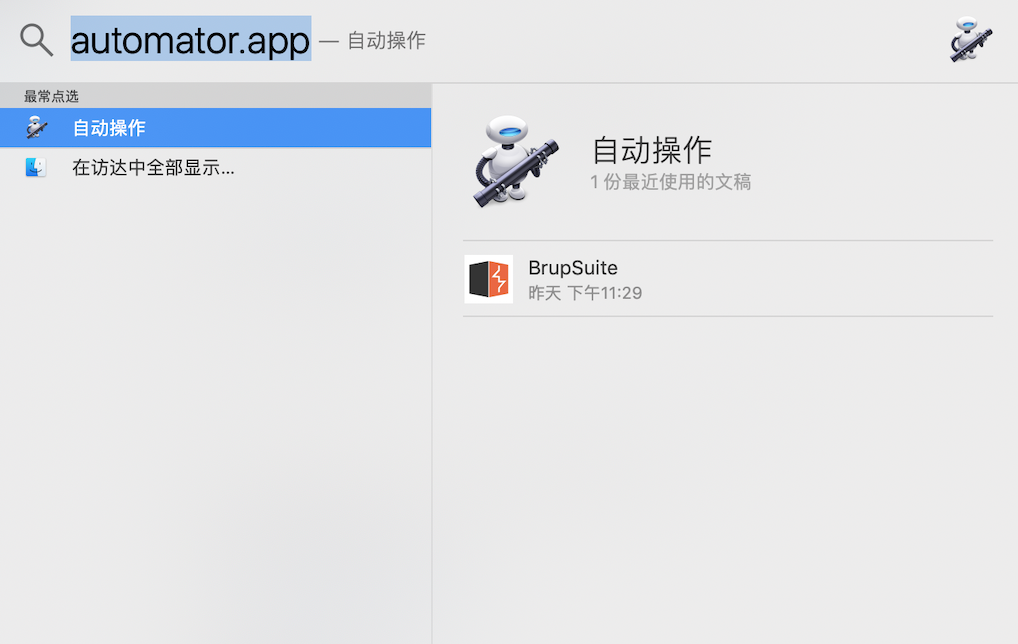 automator.app — 自动操作
最常点选
自动操作
在访达中全部显示...
自动操作
1 份最近使用的文稿
BrupSuite
昨天 下午11:29